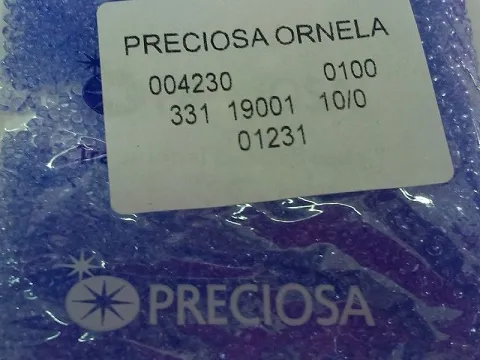 PRECIOSA ORNELA
004230 0100
331 19001 10/0
01231
PRECIOSA